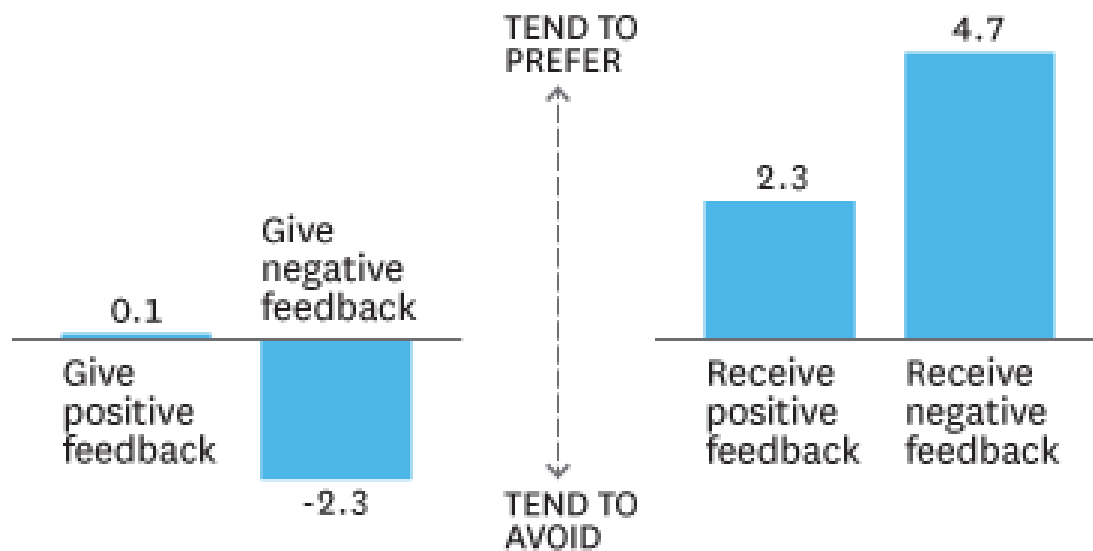 TEND TO
PREFER
4.7
2.3
Give
negative
feedback
0.1
Give
positive
feedback
-2.3
Receive
positive
feedback
Receive
negative
feedback
TEND TO
AVOID